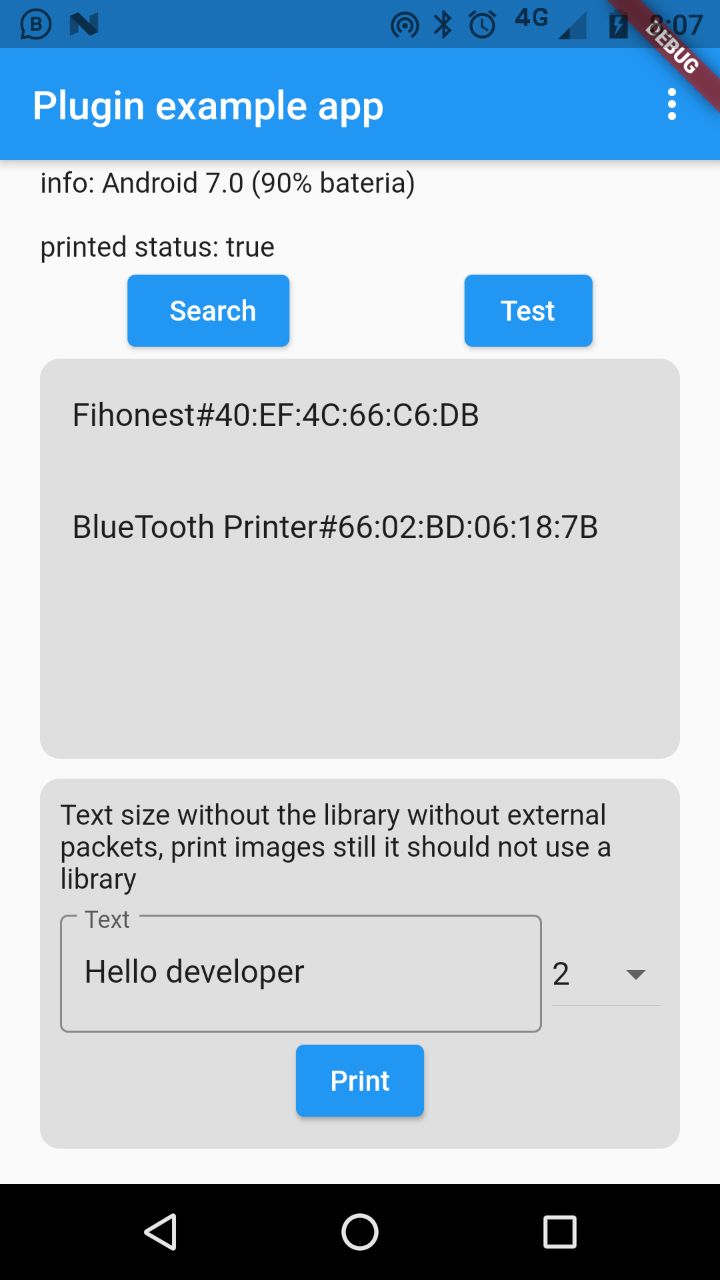 4G
8:07
DEBUG
Plugin example app
info: Android 7.0 (90% bateria)
printed status: true
Search
Test
Fihonest#40:EF:4C:66:C6:DB
BlueTooth Printer#66:02:BD:06:18:7B
Text size without the library without external
packets, print images still it should not use a
library
Text
Hello developer
2
Print